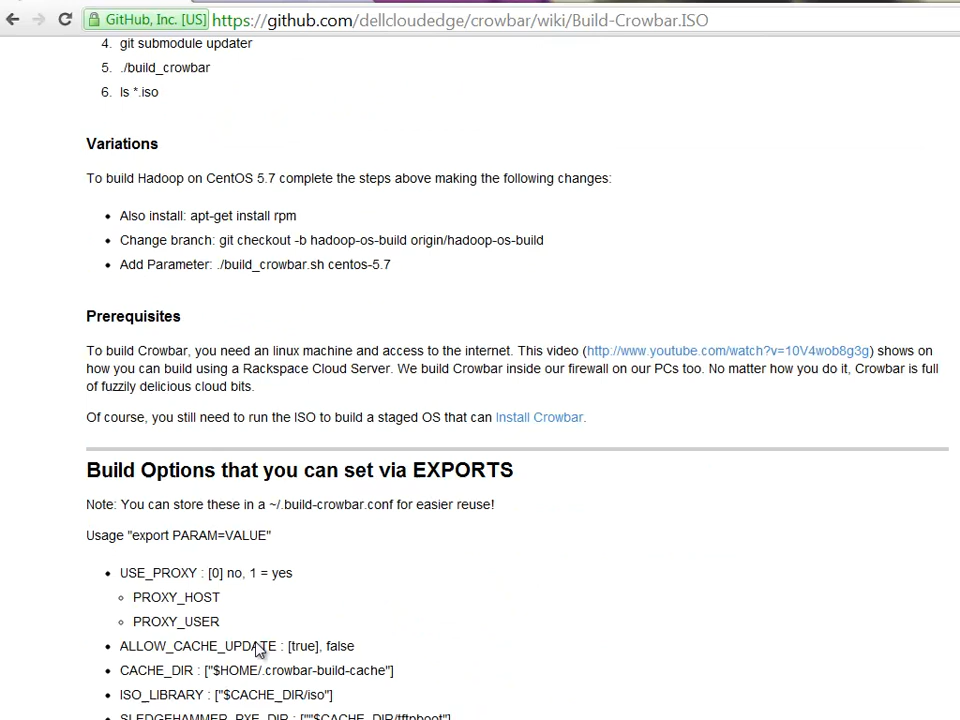 GitHub, Inc. [US] https://github.com/dellcloudedge/crowbar/wiki/Build-Crowbar.ISO
4. git submodule updater
5. ./build_crowbar
6. ls *.iso
Variations
To build Hadoop on CentOS 5.7 complete the steps above making the following changes:
• Also install: apt-get install rpm
• Change branch: git checkout -b hadoop-os-build origin/hadoop-os-build
• Add Parameter: ./build_crowbar.sh centos-5.7
Prerequisites
To build Crowbar, you need an linux machine and access to the internet. This video (http://www.youtube.com/watch?v=10V4wob8g3g) shows on
how you can build using a Rackspace Cloud Server. We build Crowbar inside our firewall on our PCs too. No matter how you do it, Crowbar is full
of fuzzily delicious cloud bits.
Of course, you still need to run the ISO to build a staged OS that can Install Crowbar.
Build Options that you can set via EXPORTS
Note: You can store these in a ~/.build-crowbar.conf for easier reuse!
Usage "export PARAM=VALUE"
• USE_PROXY : [0] no, 1 = yes
◦ PROXY_HOST
◦ PROXY_USER
• ALLOW_CACHE_UPDATE : [true], false
• CACHE_DIR : ["$HOME/.crowbar-build-cache"]
• ISO_LIBRARY : ["$CACHE_DIR/iso"]
• SLEDGEHAMMER_PXE_DIR : [""$CACHE_DIR/tftpboot"]